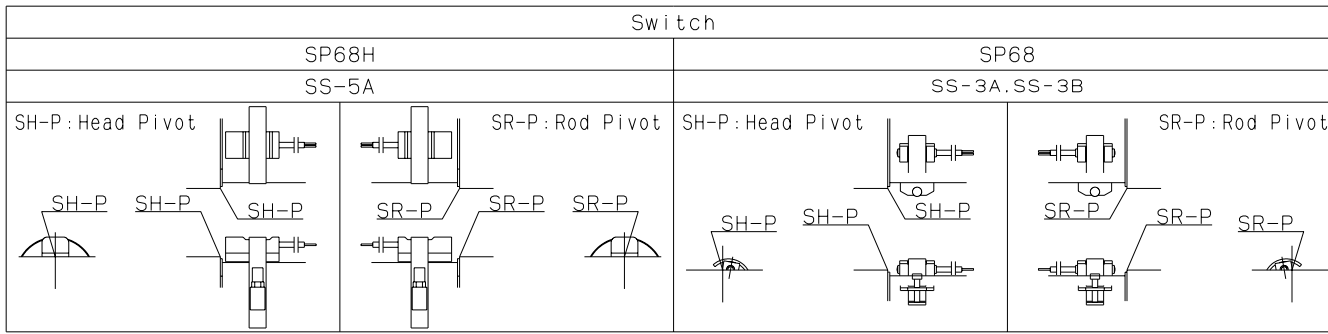 Switch
SP68H
SP68
SS-5A
SS-3A.SS-3B
SH-P:Head Pivot
SH-P
SH-P
SH-P
SR-P:Rod Pivot
SR-P
SR-P
SR-P
SH-P:Head Pivot
SH-P
SH-P
SH-P
SR-P:Rod Pivot
SR-P
SR-P
SR-P